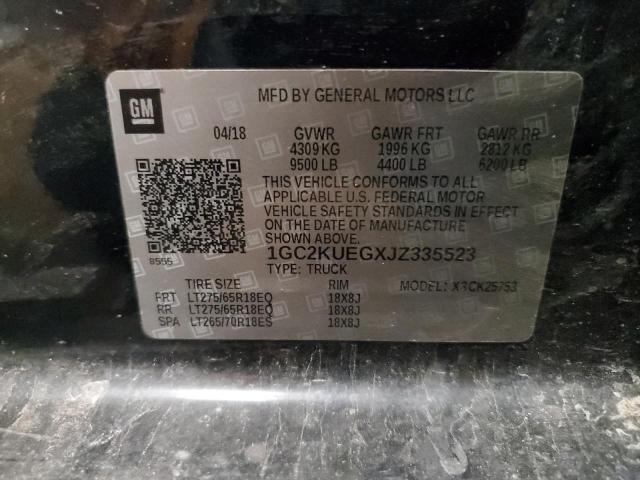 GM
MFD BY GENERAL MOTORS LLC
04/18 GVWR GAWR FRT GAWR RR
4309 KG 1996 KG 2812 KG
9500 LB 4400 LB 6200 LB
THIS VEHICLE CONFORMS TO ALL
APPLICABLE U.S. FEDERAL MOTOR
VEHICLE SAFETY STANDARDS IN EFFECT
ON THE DATE OF MANUFACTURE
SHOWN ABOVE.
8555
1GC2KUEGXJZ335523
TYPE: TRUCK
TIRE SIZE RIM MODEL:
FRT LT275/65R18EQ 18X8J
RR LT275/65R18EQ 18X8J
SPA LT265/70R18ES 18X8J